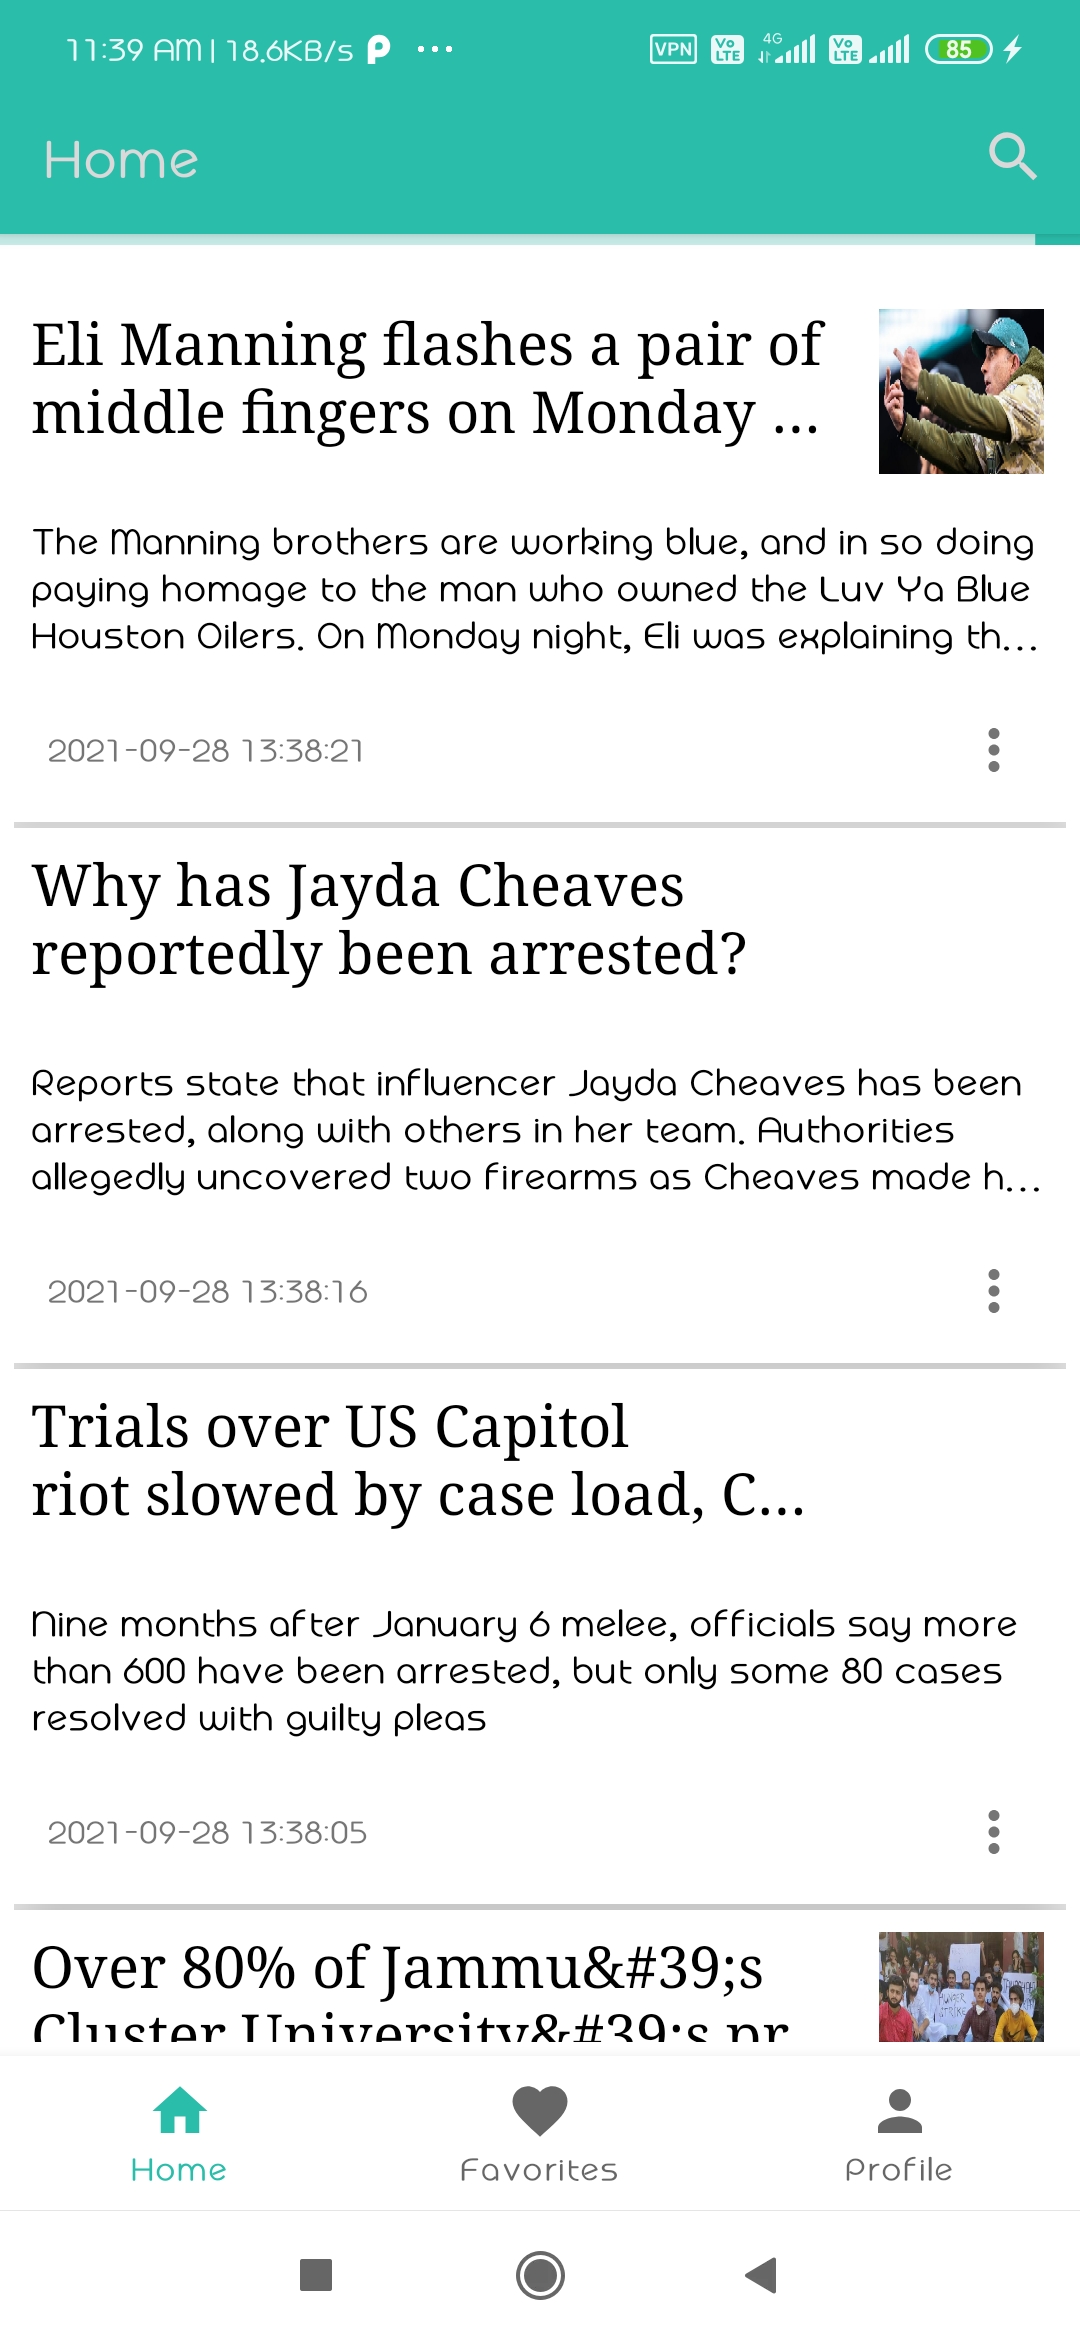 11:39 AM | 18.6KB/s P ...
VPN Vo LTE 4G Vo LTE 85
Home
Eli Manning flashes a pair of
middle fingers on Monday ...
The Manning brothers are working blue, and in so doing
paying homage to the man who owned the Luv Ya Blue
Houston Oilers. On Monday night, Eli was explaining th...
2021-09-28 13:38:21
Why has Jayda Cheaves
reportedly been arrested?
Reports state that influencer Jayda Cheaves has been
arrested, along with others in her team. Authorities
allegedly uncovered two firearms as Cheaves made h...
2021-09-28 13:38:16
Trials over US Capitol
riot slowed by case load, C...
Nine months after January 6 melee, officials say more
than 600 have been arrested, but only some 80 cases
resolved with guilty pleas
2021-09-28 13:38:05
Over 80% of Jammu&#39;s
Cluster University&#39;s pr
HUNGER
STRIKE
Home
Favorites
Profile